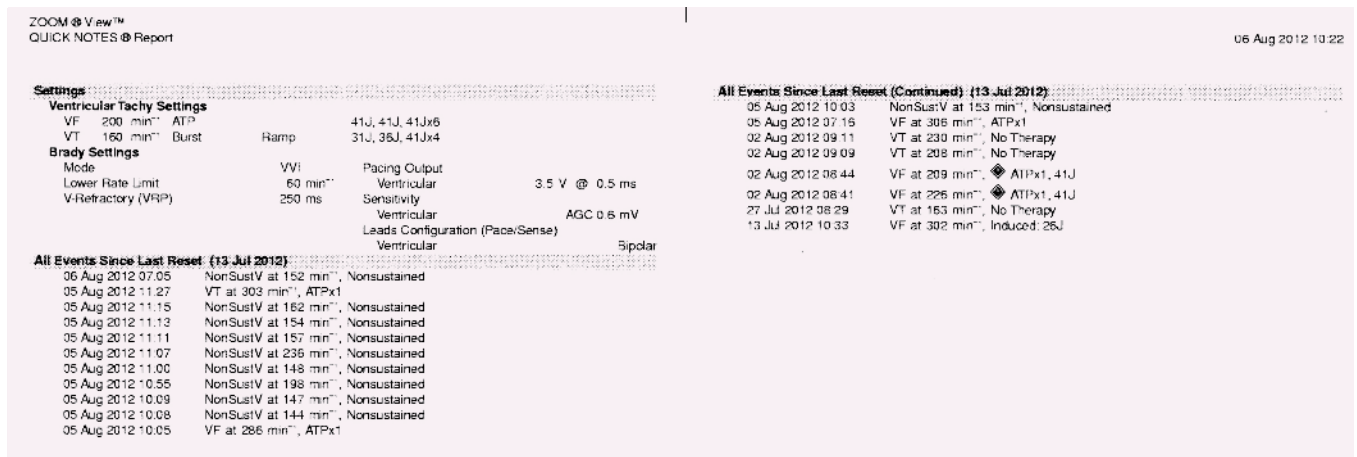 ZOOM ® View™
QUICK NOTES ® Report
06 Aug 2012 10:22
Settings
Ventricular Tachy Settings
VF 200 min⁻¹ ATP 41J, 41J, 41Jx6
VT 160 min⁻¹ Burst Ramp 31J, 36J, 41Jx4
Brady Settings
Mode VVI Pacing Output
Lower Rate Limit 60 min⁻¹ Ventricular 3.5 V @ 0.5 ms
V-Refractory (VRP) 250 ms Sensitivity
Ventricular AGC 0.6 mV
Leads Configuration (Pace/Sense)
Ventricular Bipolar
All Events Since Last Reset (13 Jul 2012)
06 Aug 2012 07:05 NonSustV at 152 min⁻¹, Nonsustained
05 Aug 2012 11:27 VT at 303 min⁻¹, ATPx1
05 Aug 2012 11:15 NonSustV at 162 min⁻¹, Nonsustained
05 Aug 2012 11:13 NonSustV at 154 min⁻¹, Nonsustained
05 Aug 2012 11:11 NonSustV at 157 min⁻¹, Nonsustained
05 Aug 2012 11:07 NonSustV at 236 min⁻¹, Nonsustained
05 Aug 2012 11:00 NonSustV at 148 min⁻¹, Nonsustained
05 Aug 2012 10:55 NonSustV at 198 min⁻¹, Nonsustained
05 Aug 2012 10:09 NonSustV at 147 min⁻¹, Nonsustained
05 Aug 2012 10:08 NonSustV at 144 min⁻¹, Nonsustained
05 Aug 2012 10:05 VF at 286 min⁻¹, ATPx1
All Events Since Last Reset (Continued) (13 Jul 2012)
05 Aug 2012 10:03 NonSustV at 153 min⁻¹, Nonsustained
05 Aug 2012 07:16 VF at 306 min⁻¹, ATPx1
02 Aug 2012 09:11 VT at 230 min⁻¹, No Therapy
02 Aug 2012 09:09 VT at 208 min⁻¹, No Therapy
02 Aug 2012 08:44 VF at 209 min⁻¹, ATPx1, 41J
02 Aug 2012 08:41 VF at 226 min⁻¹, ATPx1, 41J
27 Jul 2012 08:29 VT at 163 min⁻¹, No Therapy
13 Jul 2012 10:33 VF at 302 min⁻¹, Induced: 26J